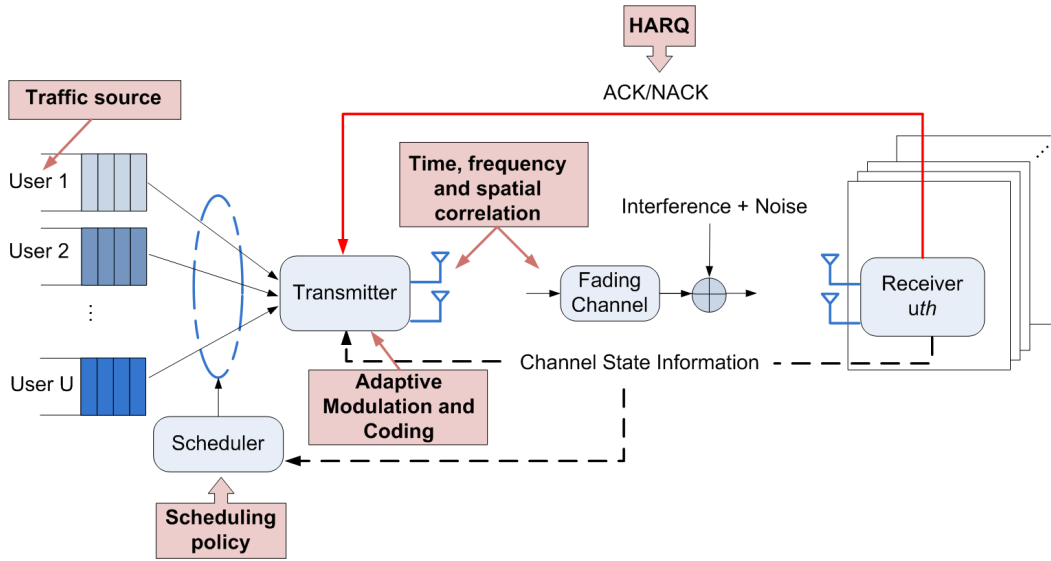 HARQ
ACK/NACK
Traffic source
Time, frequency
and spatial
correlation
User 1
Interference + Noise
User 2
Transmitter
Fading
Channel
Receiver
uth
...
Channel State Information
User U
Adaptive
Modulation and
Coding
Scheduler
Scheduling
policy